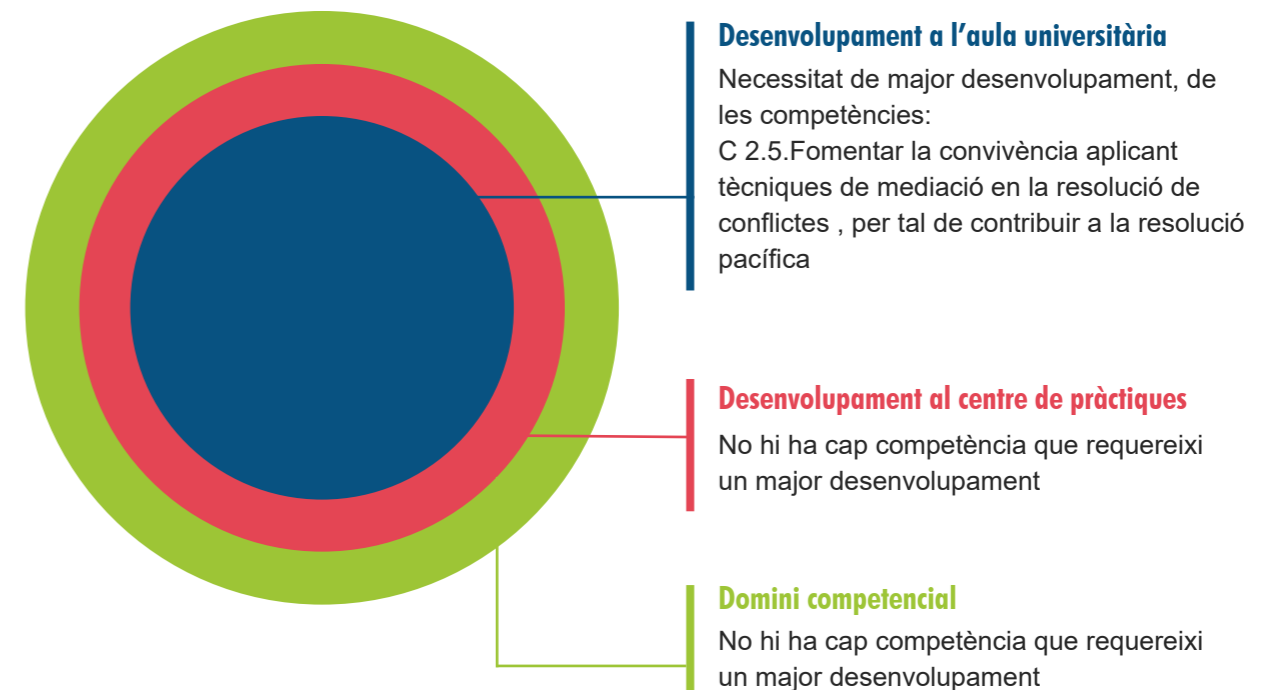 Desenvolupament a l’aula universitària
Necessitat de major desenvolupament, de
les competències:
C 2.5.Fomentar la convivència aplicant
tècniques de mediació en la resolució de
conflictes , per tal de contribuir a la resolució
pacífica
Desenvolupament al centre de pràctiques
No hi ha cap competència que requereixi
un major desenvolupament
Domini competencial
No hi ha cap competència que requereixi
un major desenvolupament